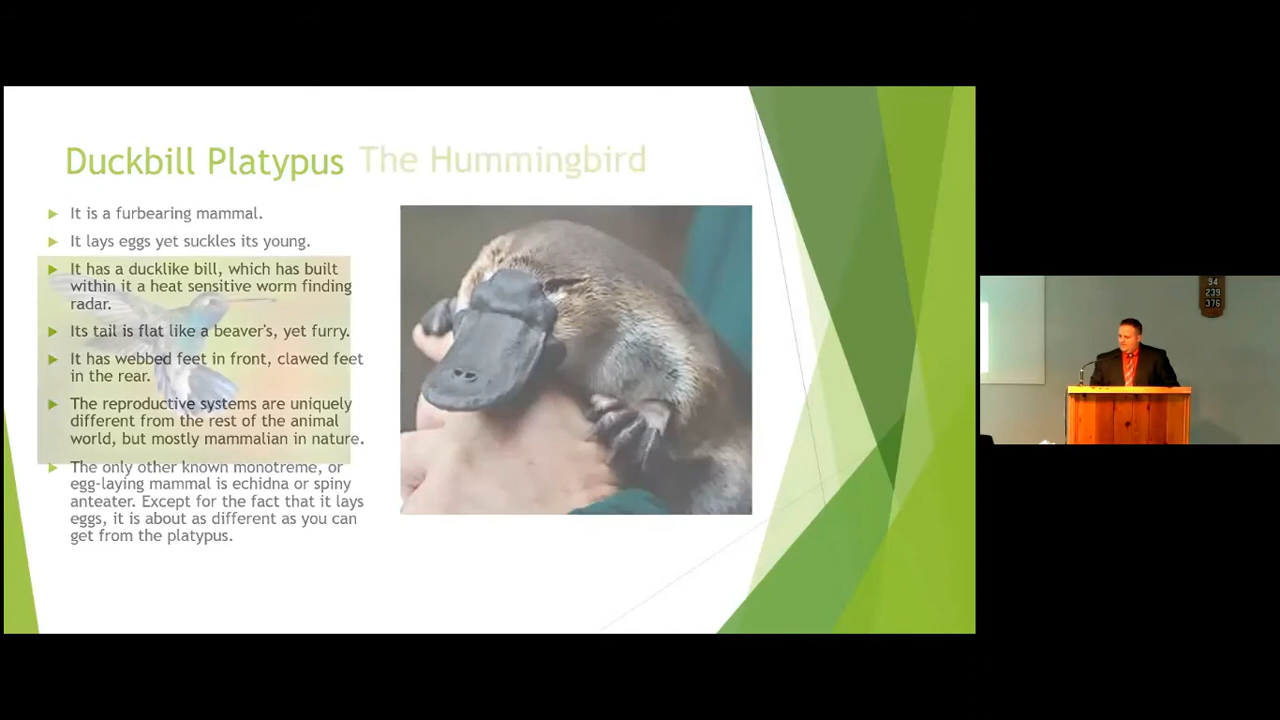 Duckbill Platypus The Hummingbird
It is a furbearing mammal.
It lays eggs yet suckles its young.
It has a ducklike bill, which has built
within it a heat sensitive worm finding
radar.
Its tail is flat like a beaver's, yet furry.
It has webbed feet in front, clawed feet
in the rear.
The reproductive systems are uniquely
different from the rest of the animal
world, but mostly mammalian in nature.
The only other known monotreme, or
egg-laying mammal is echidna or spiny
anteater. Except for the fact that it lays
eggs, it is about as different as you can
get from the platypus.
94
239
376